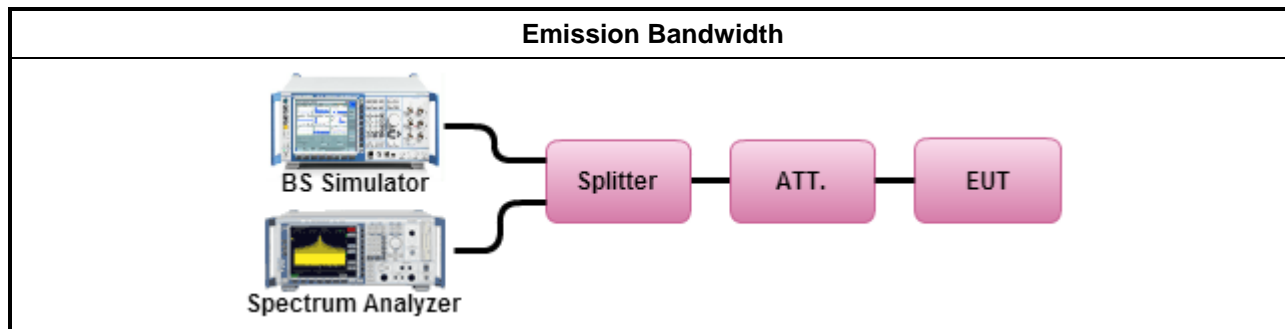 Emission Bandwidth
BS Simulator
Splitter
ATT.
EUT
Spectrum Analyzer